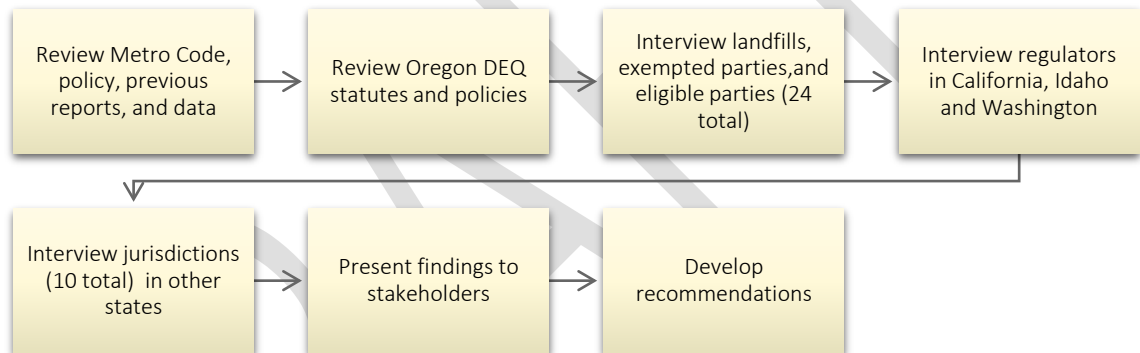 Review Metro Code,
policy, previous
reports, and data
Review Oregon DEQ
statutes and policies
Interview landfills,
exempted parties,and
eligible parties (24
total)
Interview regulators
in California, Idaho
and Washington
Interview jurisdictions
(10 total)  in other
states
Present findings to
stakeholders
Develop
recommendations